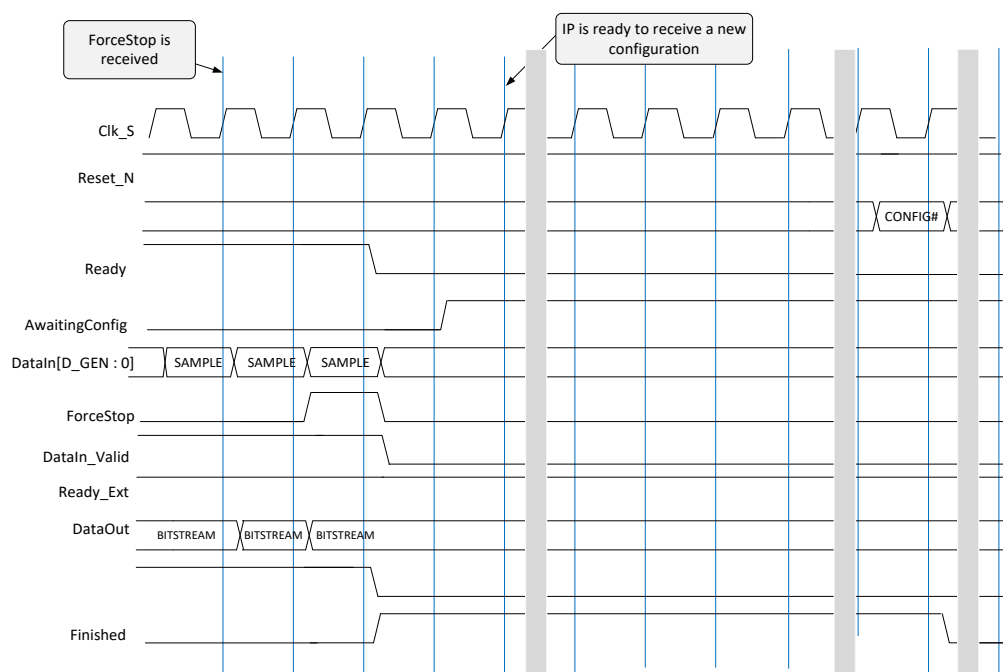 ForceStop is
received
IP is ready to receive a new
configuration
Clk_S
Reset_N
CONFIG#
Ready
AwaitingConfig
DataIn[D_GEN : 0]
SAMPLE
SAMPLE
SAMPLE
ForceStop
DataIn_Valid
Ready_Ext
DataOut
BITSTREAM
BITSTREAM
BITSTREAM
Finished